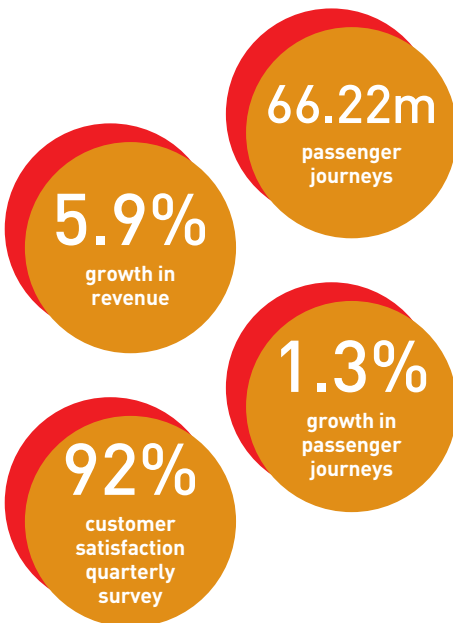 66.22m
passenger
journeys
5.9%
growth in
revenue
1.3%
growth in
passenger
journeys
92%
customer
satisfaction
quarterly
survey